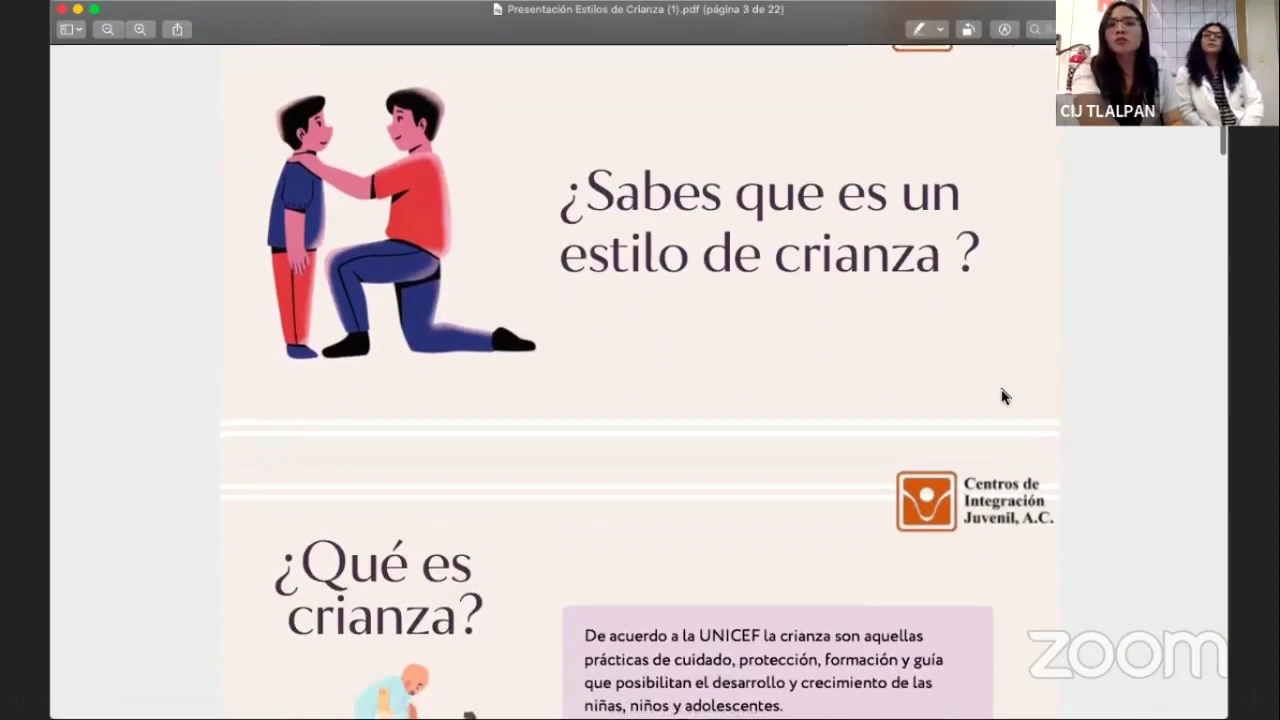 Presentación Estilos de Crianza (1).pdf (página 3 de 22)
CIJ TLALPAN
¿Sabes que es un
estilo de crianza ?
Centros de
Integración
Juvenil, A.C.
¿Qué es
crianza?
De acuerdo a la UNICEF la crianza son aquellas
prácticas de cuidado, protección, formación y guía
que posibilitan el desarrollo y crecimiento de las
niñas, niños y adolescentes.
zoom